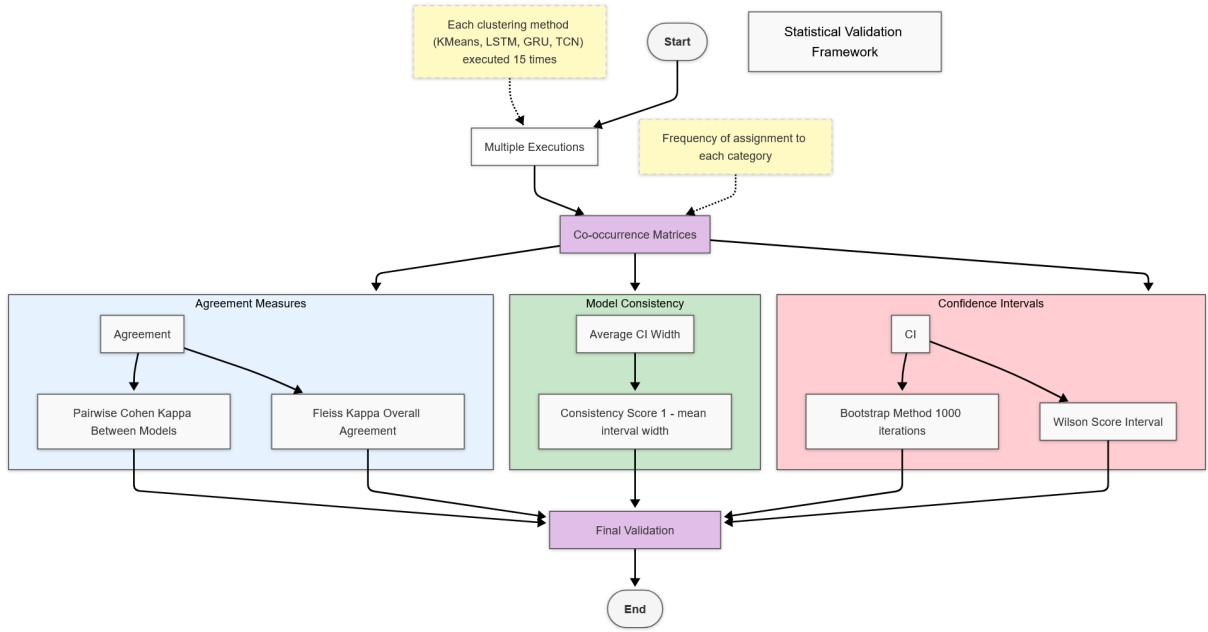 Each clustering method
(KMeans, LSTM, GRU, TCN)
executed 15 times
Start
Statistical Validation
Framework
Multiple Executions
Frequency of assignment to
each category
Co-occurrence Matrices
Agreement Measures
Agreement
Pairwise Cohen Kappa
Between Models
Fleiss Kappa Overall
Agreement
Model Consistency
Average CI Width
Consistency Score 1 - mean
interval width
Confidence Intervals
CI
Bootstrap Method 1000
iterations
Wilson Score Interval
Final Validation
End